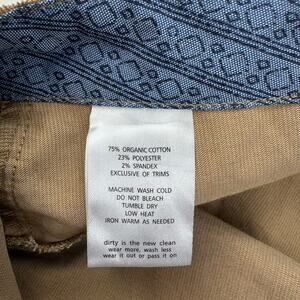 75% ORGANIC COTTON
23% POLYESTER
2% SPANDEX
EXCLUSIVE OF TRIMS
MACHINE WASH COLD
DO NOT BLEACH
TUMBLE DRY
LOW HEAT
IRON WARM AS NEEDED
dirty is the new clean
wear more, wash less
wear it out or pass it on